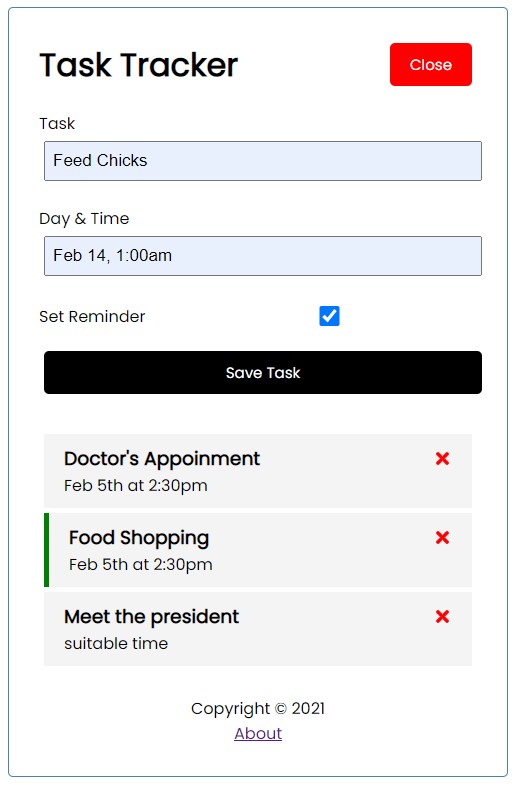 Task Tracker
Close
Task
Feed Chicks
Day & Time
Feb 14, 1:00am
Set Reminder
Save Task
Doctor's Appoinment
Feb 5th at 2:30pm
Food Shopping
Feb 5th at 2:30pm
Meet the president
suitable time
Copyright © 2021
About